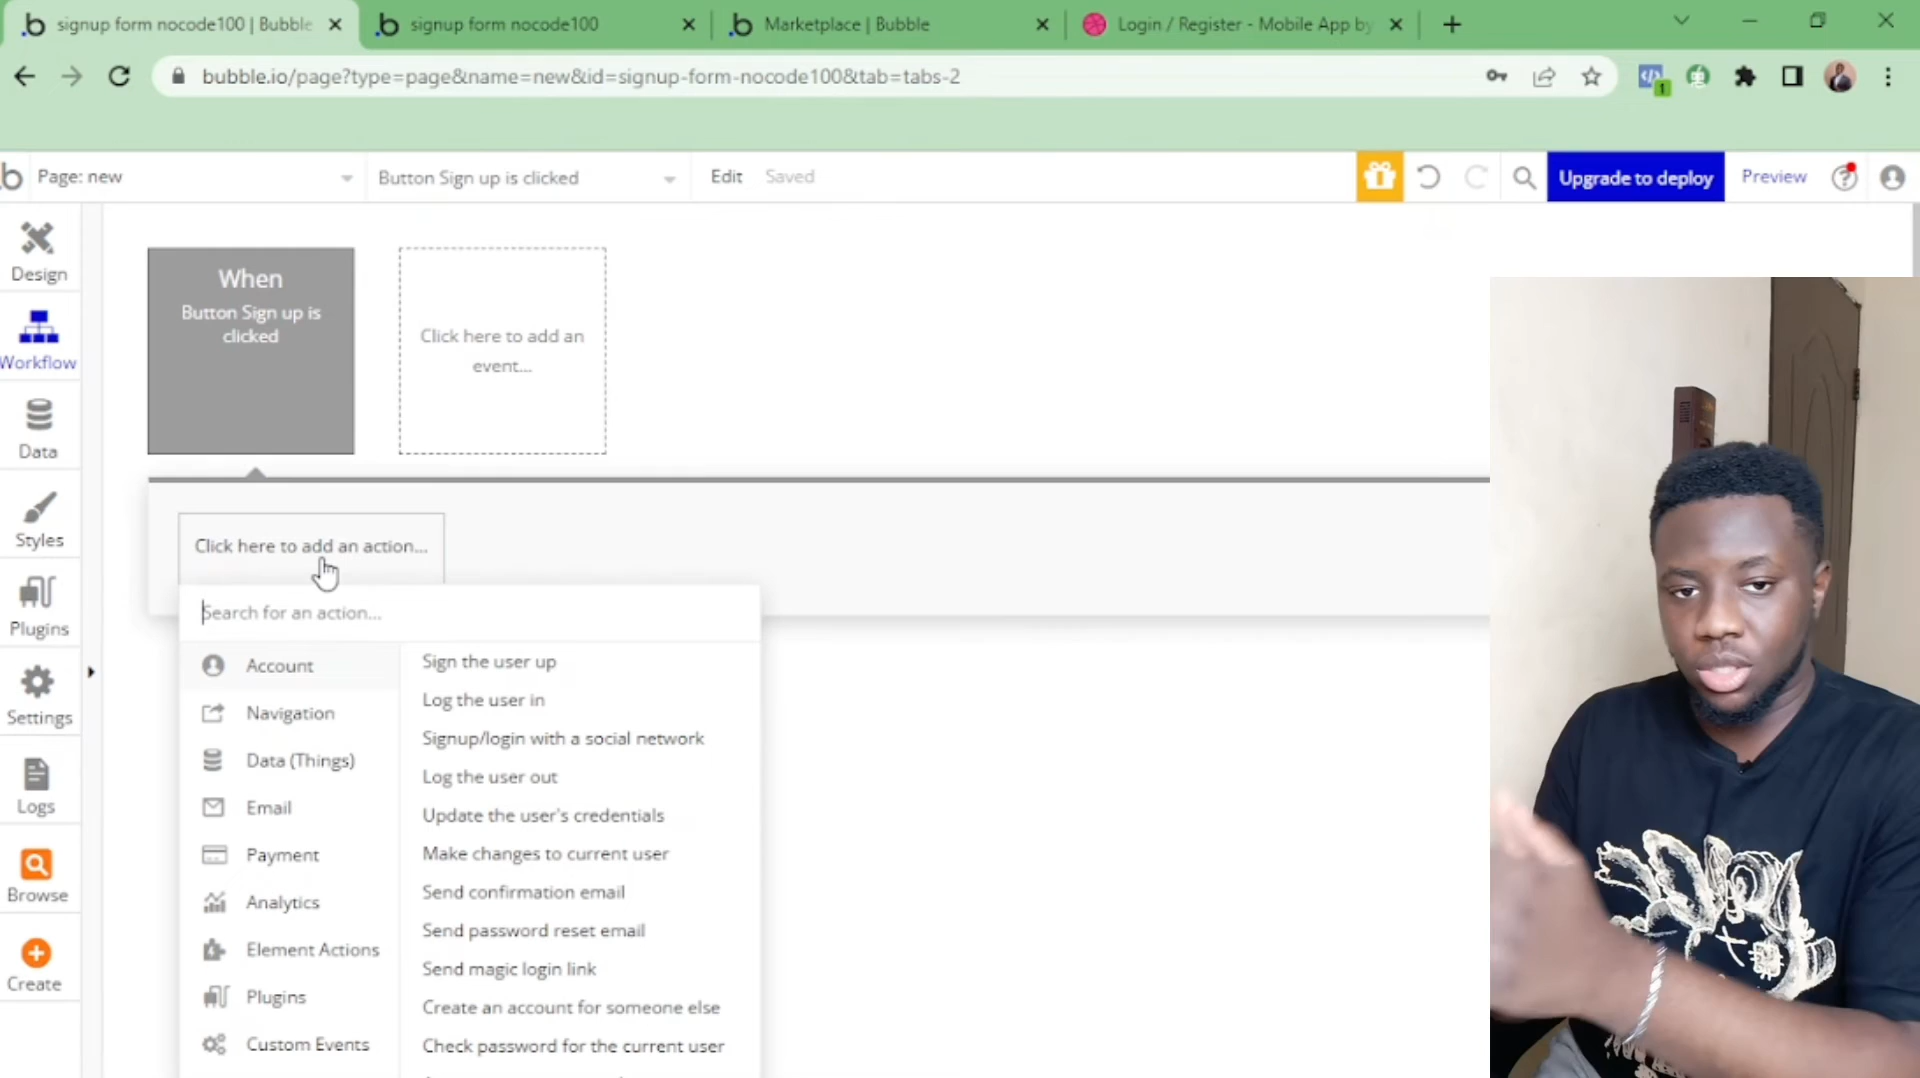 signup form nocode100 | Bubble
signup form nocode100
Marketplace | Bubble
Login / Register - Mobile App by
bubble.io/page?type=page&name=new&id=signup-form-nocode100&tab=tabs-2
1
Page: new
Button Sign up is clicked
Edit
Saved
Upgrade to deploy
Preview
Design
Workflow
Data
Styles
Plugins
Settings
Logs
Browse
Create
When
Button Sign up is
clicked
Click here to add an
event...
Click here to add an action...
Search for an action...
Account
Navigation
Data (Things)
Email
Payment
Analytics
Element Actions
Plugins
Custom Events
Sign the user up
Log the user in
Signup/login with a social network
Log the user out
Update the user's credentials
Make changes to current user
Send confirmation email
Send password reset email
Send magic login link
Create an account for someone else
Check password for the current user